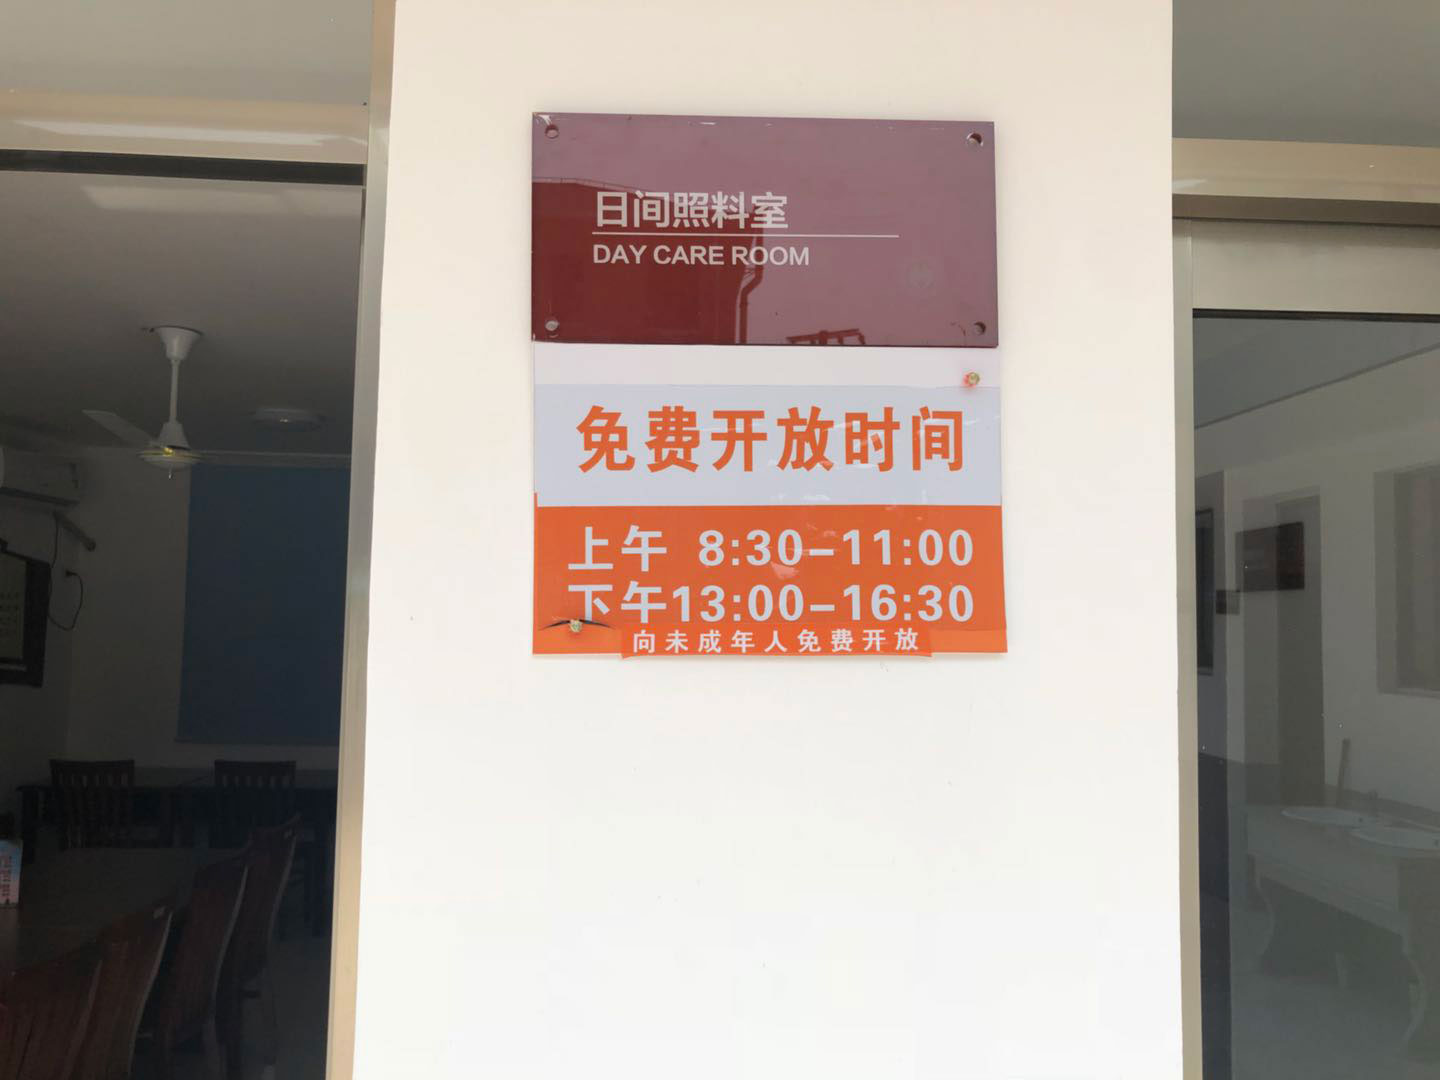 日间照料室
DAY CARE ROOM
免费开放时间
上午 8:30-11:00
下午13:00-16:30
向未成年人免费开放